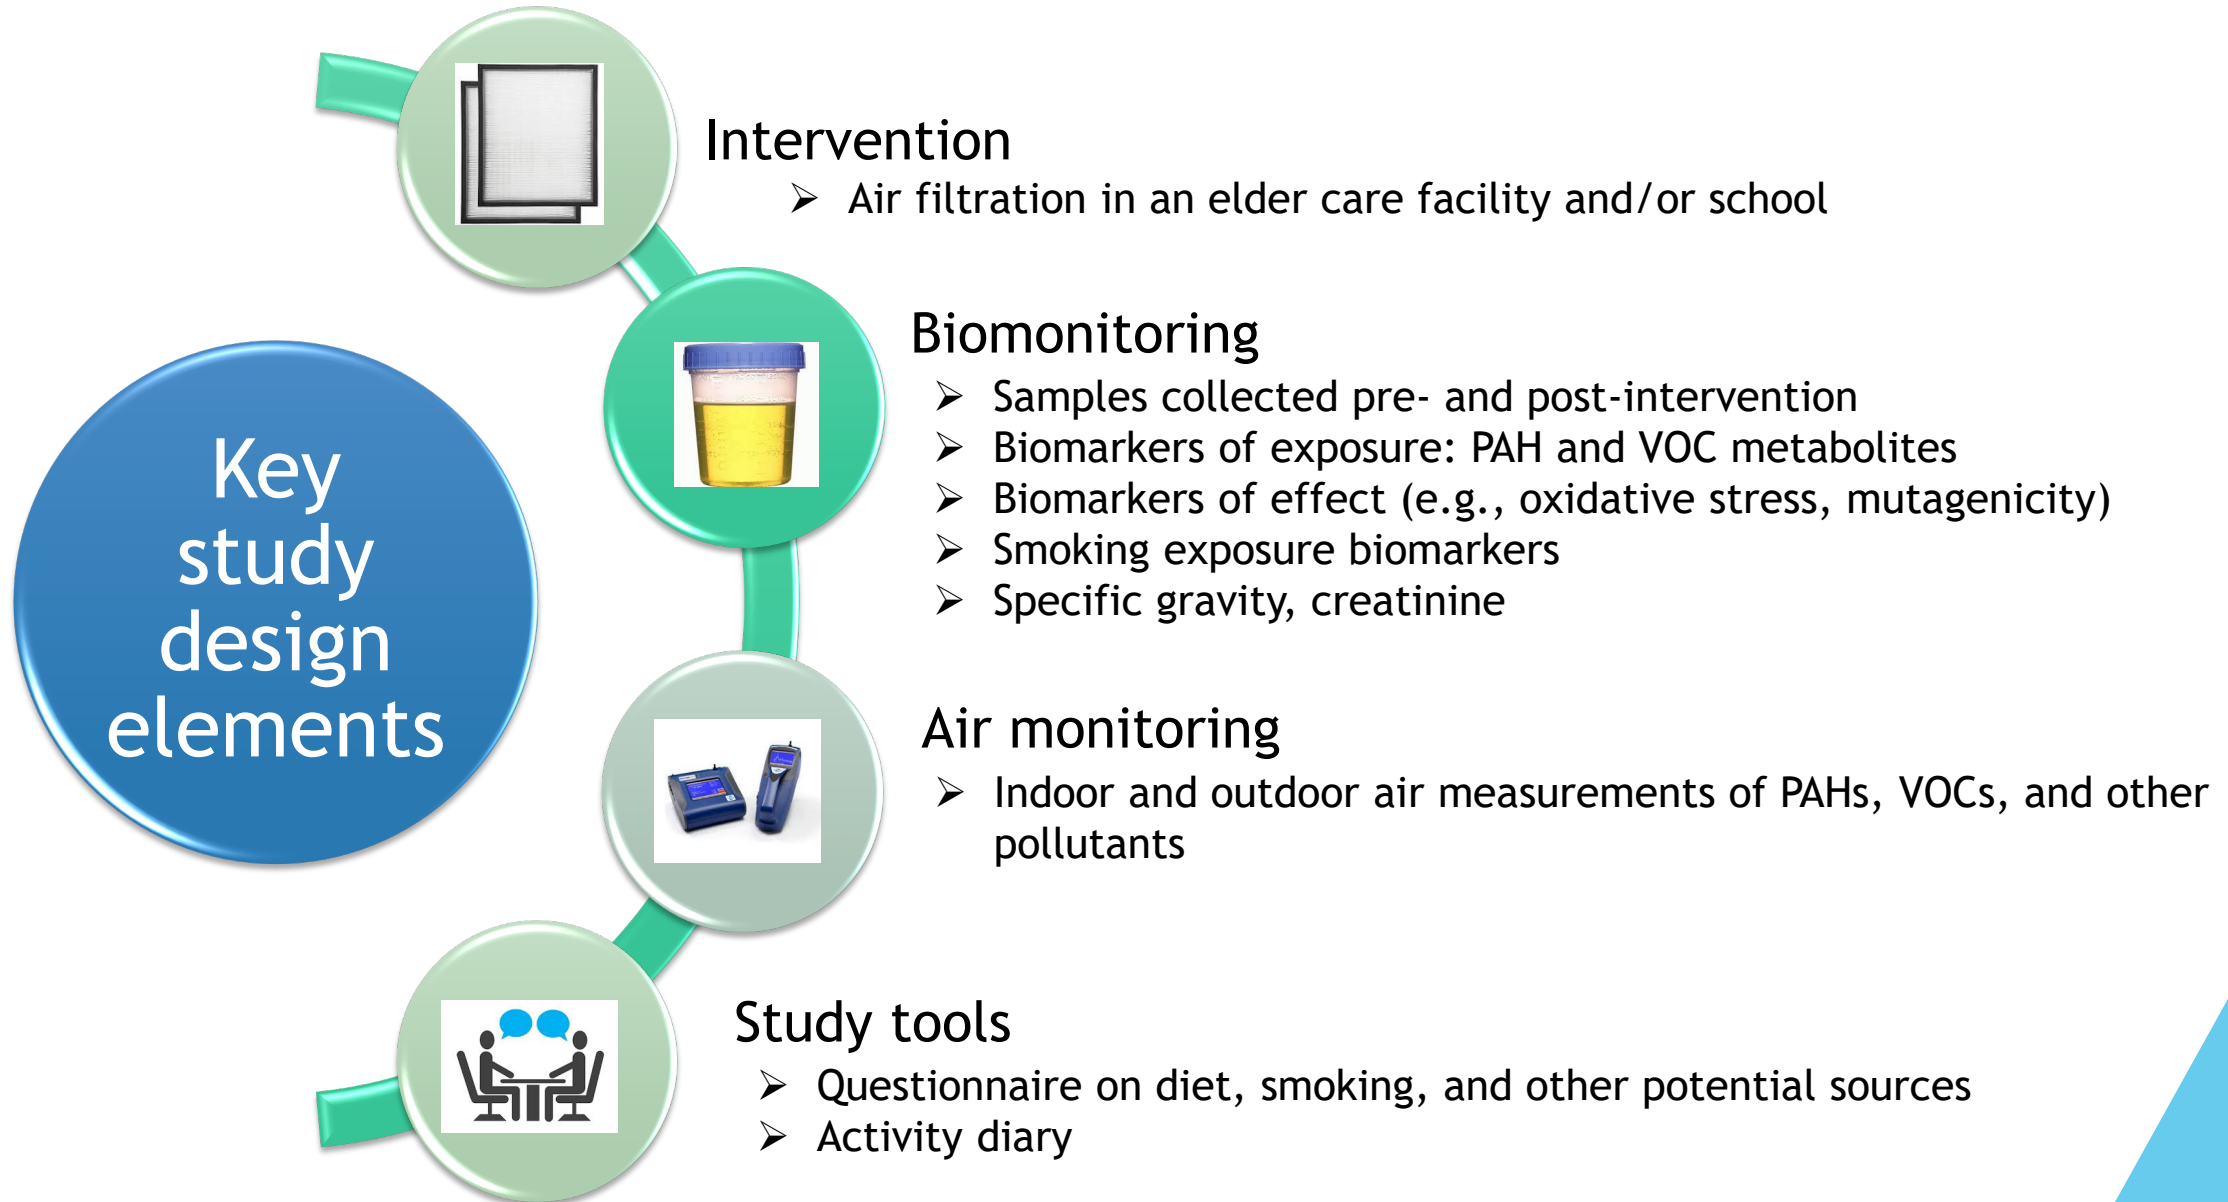 Key
study
design
elements
Intervention
➢ Air filtration in an elder care facility and/or school
Biomonitoring
➢ Samples collected pre- and post-intervention
➢ Biomarkers of exposure: PAH and VOC metabolites
➢ Biomarkers of effect (e.g., oxidative stress, mutagenicity)
➢ Smoking exposure biomarkers
➢ Specific gravity, creatinine
Air monitoring
➢ Indoor and outdoor air measurements of PAHs, VOCs, and other
pollutants
Study tools
➢ Questionnaire on diet, smoking, and other potential sources
➢ Activity diary